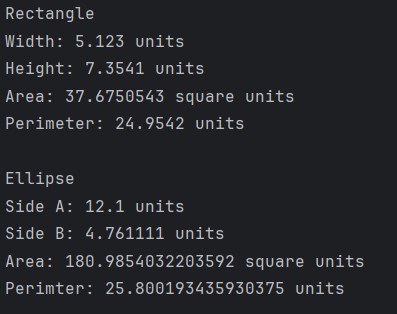 Rectangle
Width: 5.123 units
Height: 7.3541 units
Area: 37.6750543 square units
Perimeter: 24.9542 units
Ellipse
Side A: 12.1 units
Side B: 4.761111 units
Area: 180.9854032203592 square units
Perimter: 25.800193435930375 units